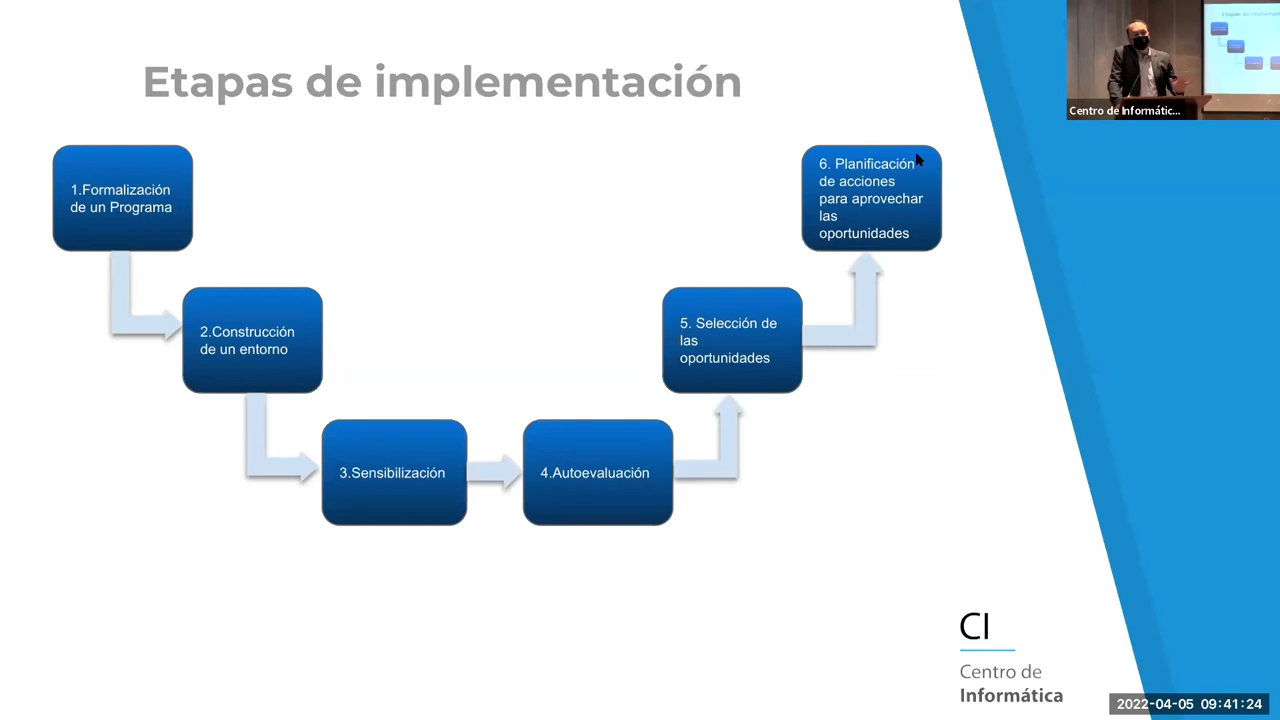 Etapas de implementación
1.Formalización
de un Programa
2.Construcción
de un entorno
3.Sensibilización
4.Autoevaluación
5. Selección de
las
oportunidades
6. Planificación
de acciones
para aprovechar
las
oportunidades
Centro de Informátic...
CI
Centro de
Informática
2022-04-05 09:41:24